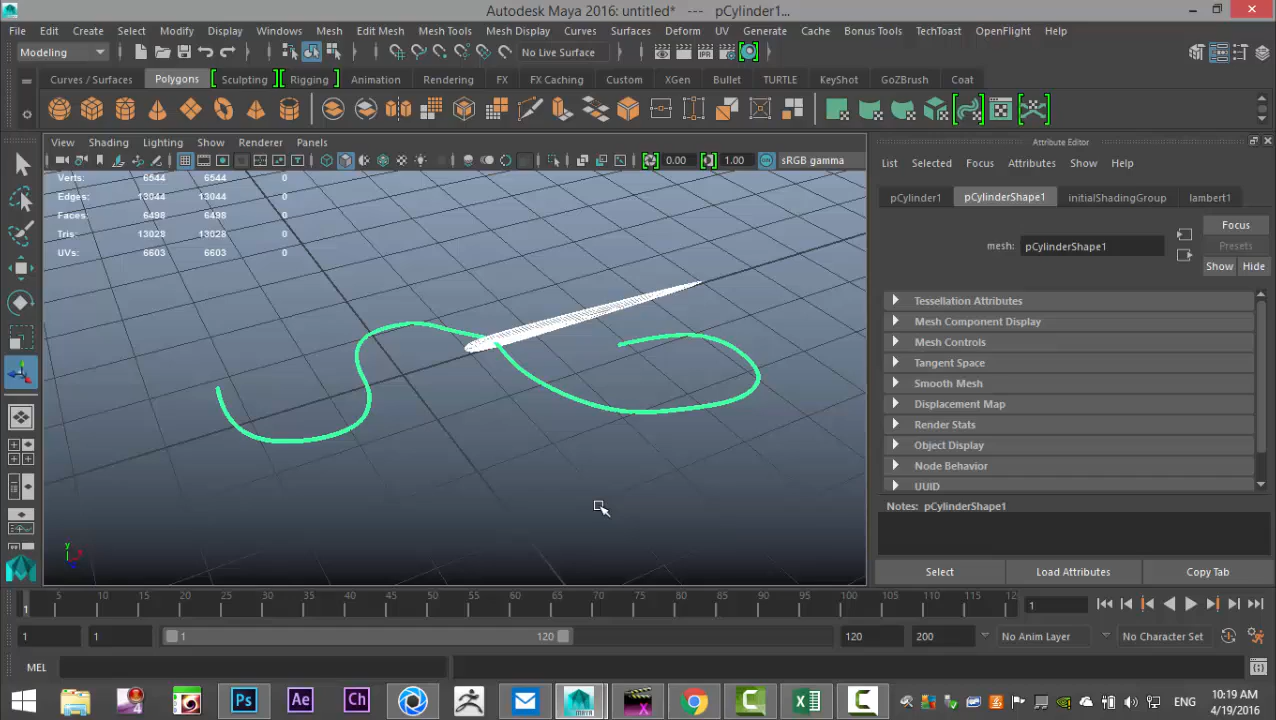 Autodesk Maya 2016: untitled* --- pCylinder1...
File Edit Create Select Modify Display Windows Mesh Edit Mesh Mesh Tools Mesh Display Curves Surfaces Deform UV Generate Cache Bonus Tools TechToast OpenFlight Help
Modeling No Live Surface
Curves / Surfaces Polygons Sculpting Rigging Animation Rendering FX FX Caching Custom XGen Bullet TURTLE KeyShot GoZBrush Coat
View Shading Lighting Show Renderer Panels
Attribute Editor
0.00 1.00 sRGB gamma
List Selected Focus Attributes Show Help
Verts: 6544 6544 0
Edges: 13044 13044 0
Faces: 6498 6498 0
Tris: 13028 13028 0
UVs: 6603 6603 0
pCylinder1 pCylinderShape1 initialShadingGroup lambert1
Focus
mesh: pCylinderShape1 Presets
Show Hide
Tessellation Attributes
Mesh Component Display
Mesh Controls
Tangent Space
Smooth Mesh
Displacement Map
Render Stats
Object Display
Node Behavior
UUID
Notes: pCylinderShape1
y
Select Load Attributes Copy Tab
5 10 15 20 25 30 35 40 45 50 55 60 65 70 75 80 85 90 95 100 105 110 115 12
1 1
1 1 1 120 120 200 No Anim Layer No Character Set
MEL
Ps Ae Ch ENG 10:19 AM
4/19/2016